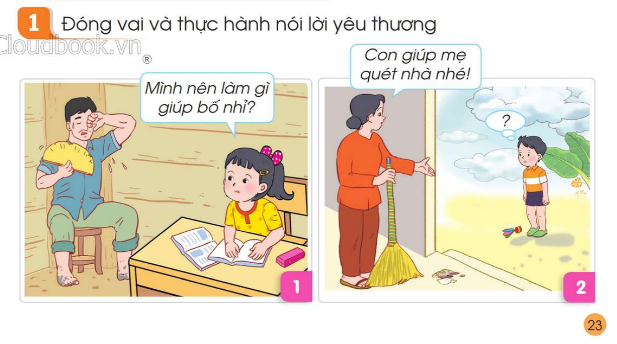 1 Đóng vai và thực hành nói lời yêu thương
Cloudbook.vn
®
Mình nên làm gì
giúp bố nhỉ?
Con giúp mẹ
quét nhà nhé!
?
1
2
23